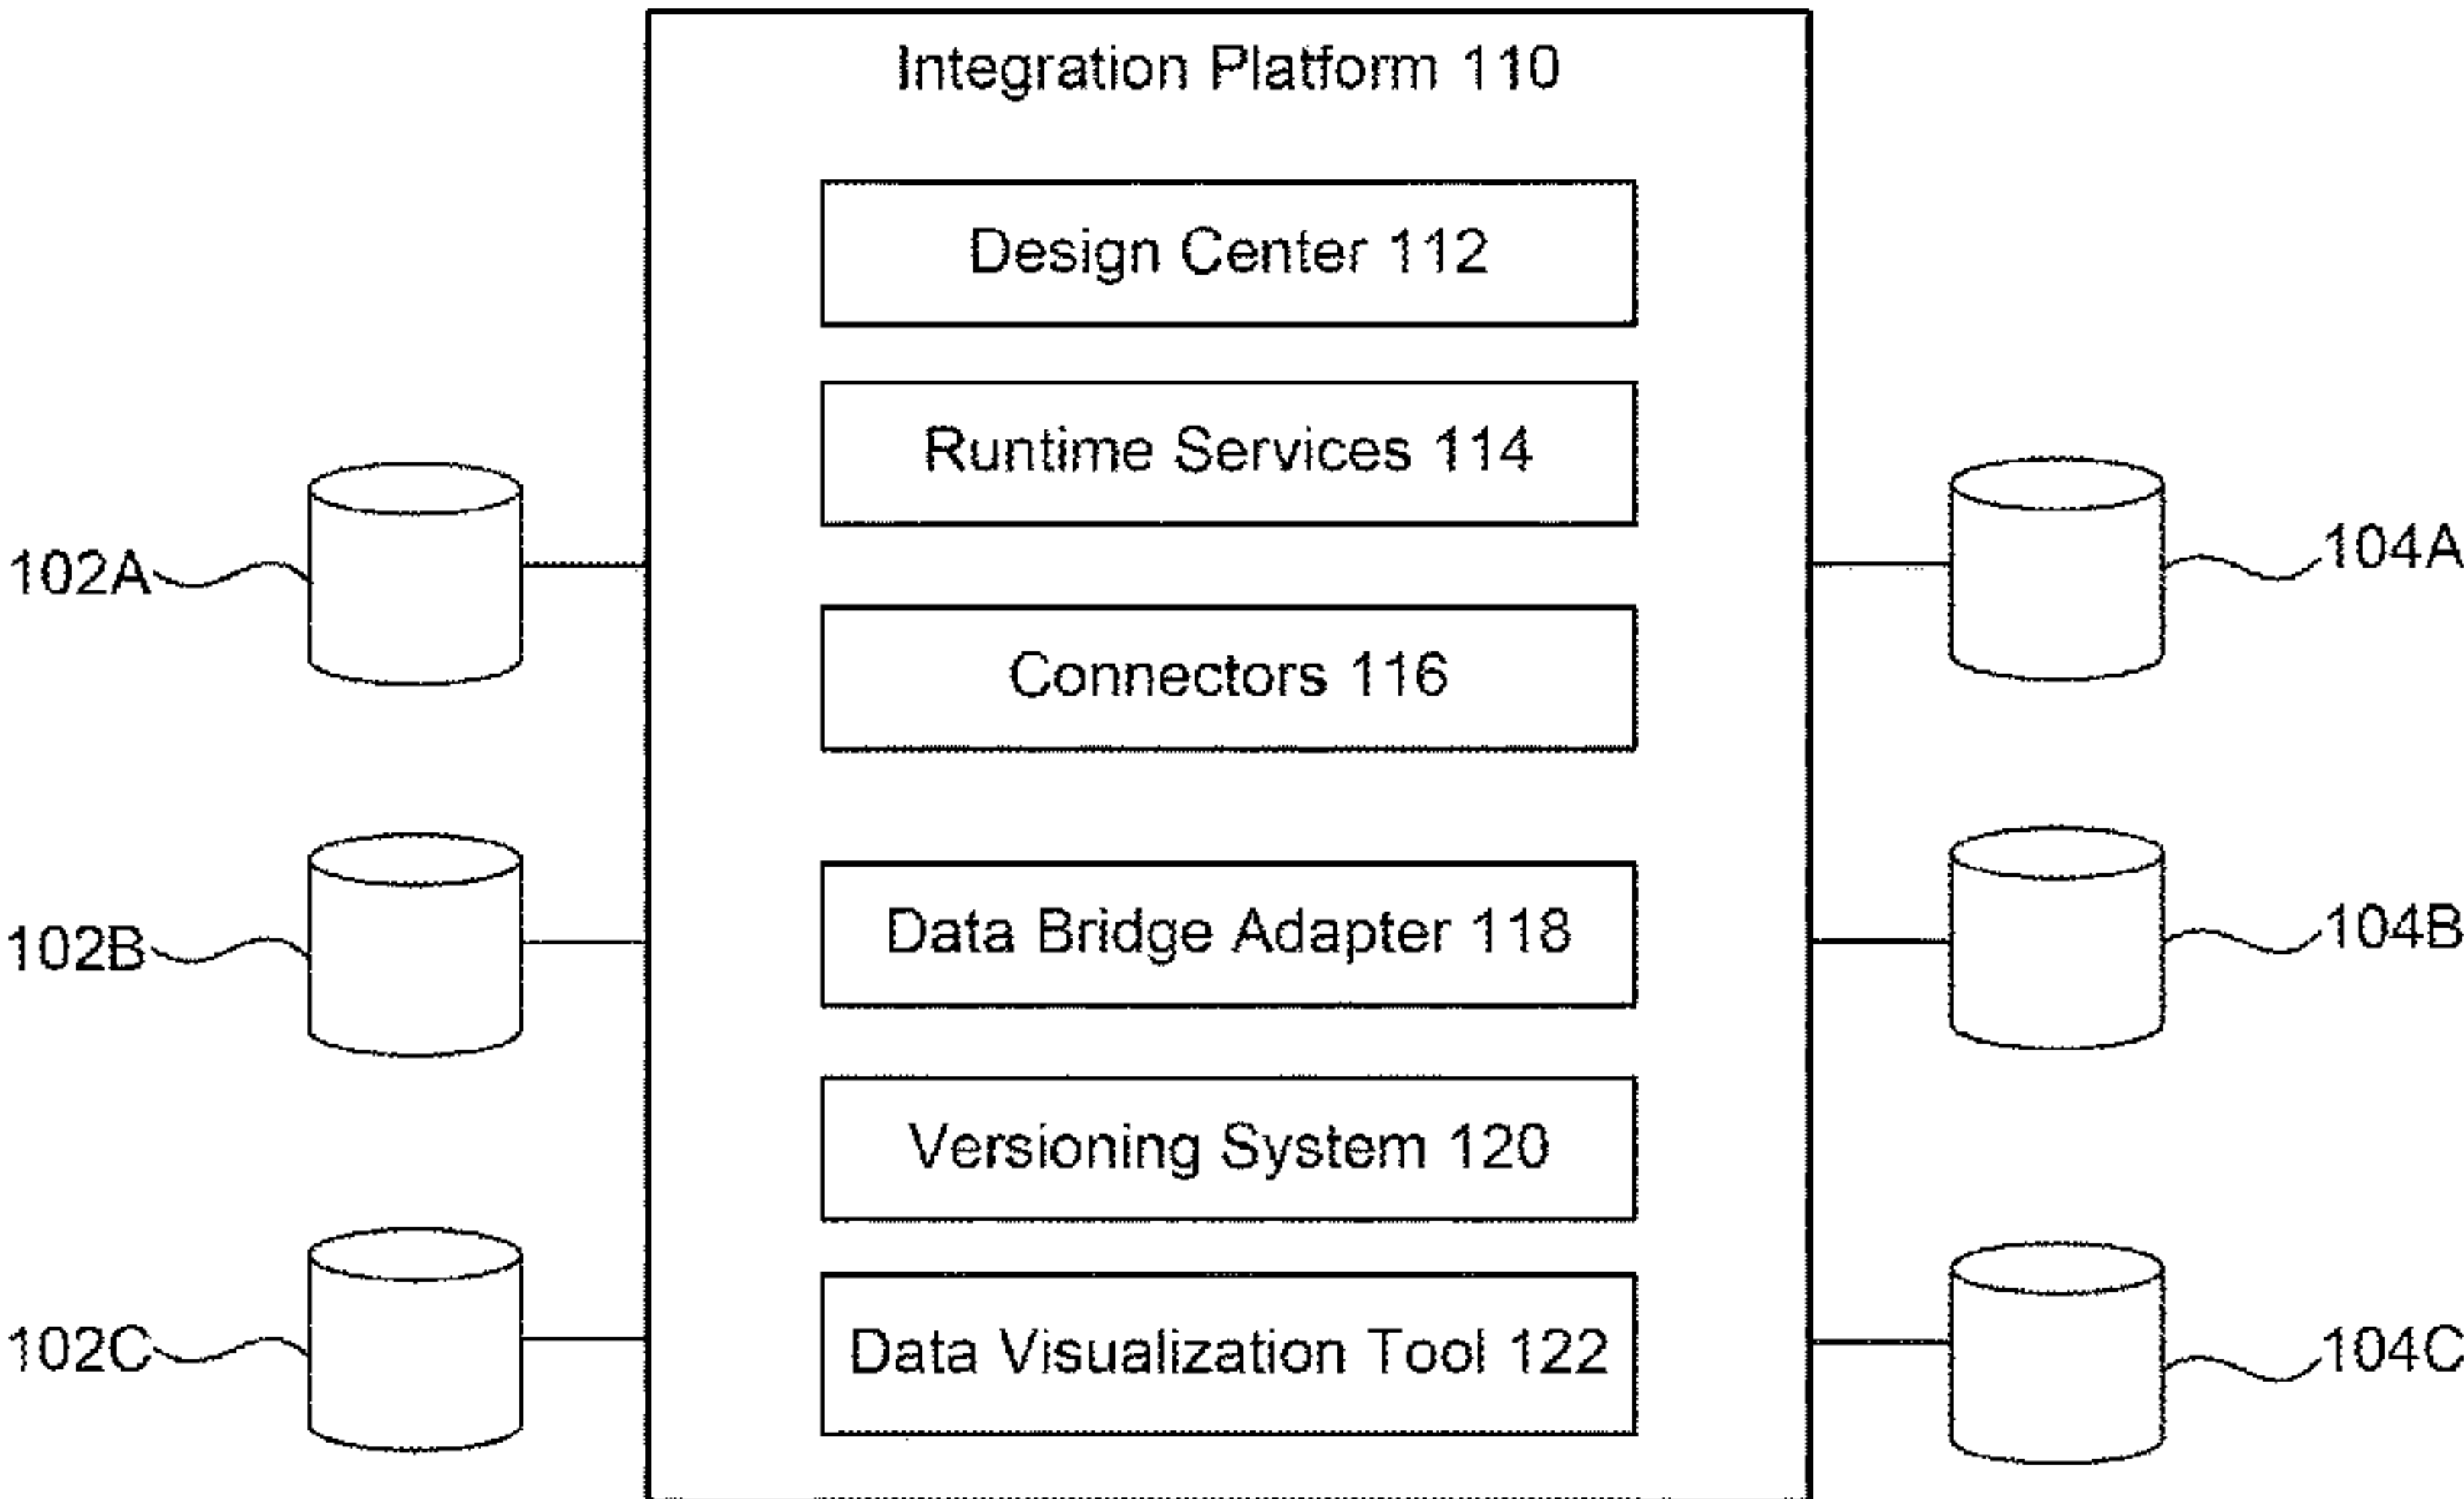 Integration Platform 110
Design Center 112
Runtime Services 114
Connectors 116
Data Bridge Adapter 118
Versioning System 120
Data Visualization Tool 122
102A
102B
102C
104A
104B
104C